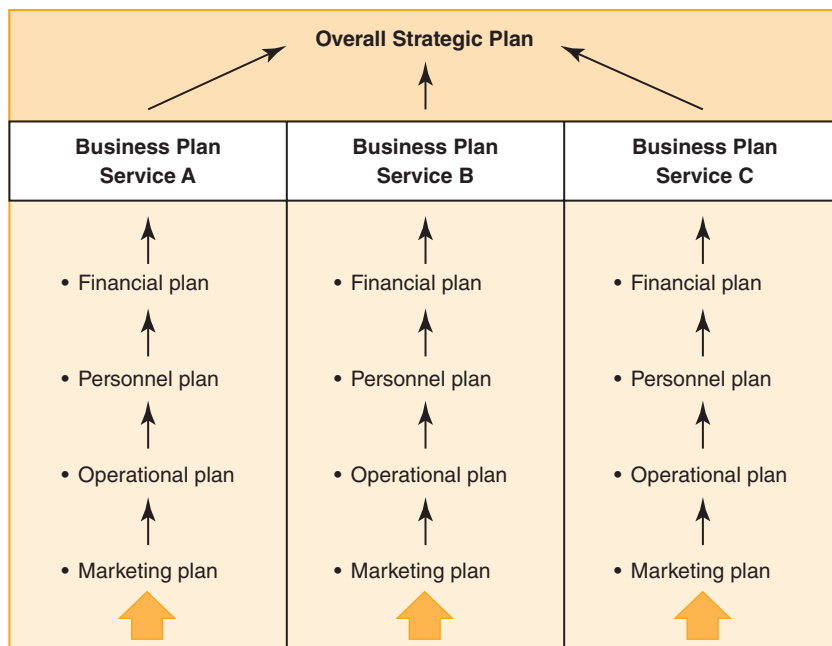 Overall Strategic Plan
Business Plan
Service A
Business Plan
Service B
Business Plan
Service C
• Financial plan
• Financial plan
• Financial plan
• Personnel plan
• Personnel plan
• Personnel plan
• Operational plan
• Operational plan
• Operational plan
• Marketing plan
• Marketing plan
• Marketing plan